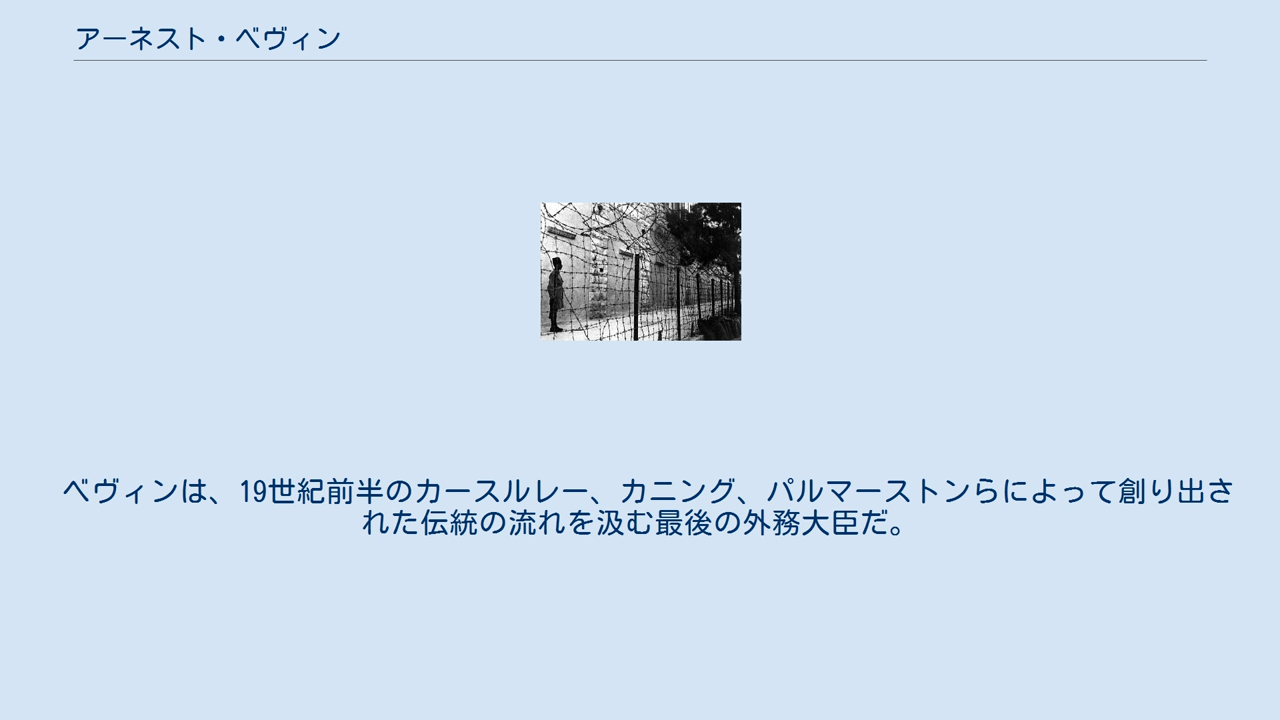 アーネスト・ベヴィン
ベヴィンは、19世紀前半のカースルレー、カニング、パルマーストンらによって創り出さ
れた伝統の流れを汲む最後の外務大臣だ。